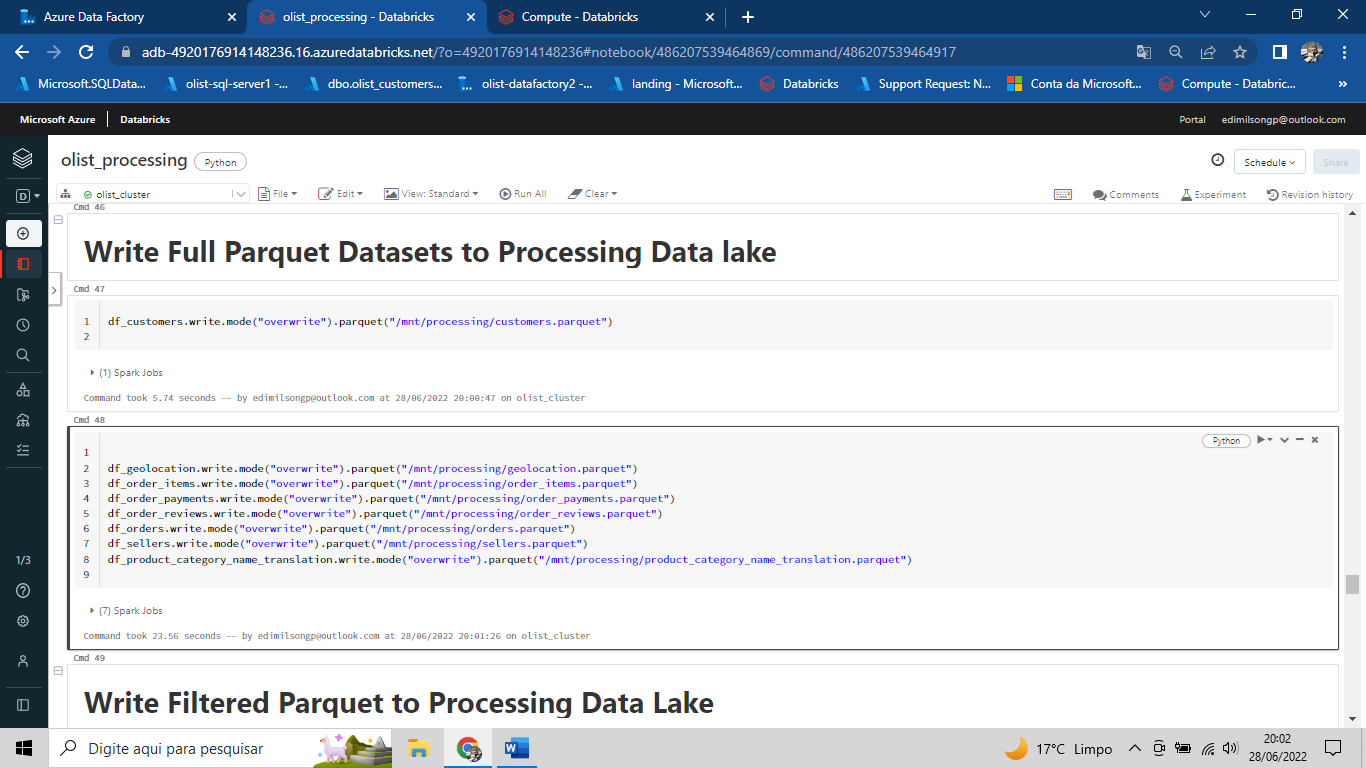 Azure Data Factory
olist_processing - Databricks
Compute - Databricks
adb-4920176914148236.16.azuredatabricks.net/?o=4920176914148236#notebook/486207539464869/command/486207539464917
Microsoft.SQLData...
olist-sql-server1 -...
dbo.olist_customers...
olist-datafactory2 -...
landing - Microsoft...
Databricks
Support Request: N...
Conta da Microsoft...
Compute - Databric...
Microsoft Azure
Databricks
Portal
edimilsongp@outlook.com
olist_processing
Python
Schedule
Share
olist_cluster
File
Edit
View: Standard
Run All
Clear
Comments
Experiment
Revision history
Cmd 46
Write Full Parquet Datasets to Processing Data lake
Cmd 47
1 df_customers.write.mode("overwrite").parquet("/mnt/processing/customers.parquet")
2
(1) Spark Jobs
Command took 5.74 seconds -- by edimilsongp@outlook.com at 28/06/2022 20:00:47 on olist_cluster
Cmd 48
Python
1
2 df_geolocation.write.mode("overwrite").parquet("/mnt/processing/geolocation.parquet")
3 df_order_items.write.mode("overwrite").parquet("/mnt/processing/order_items.parquet")
4 df_order_payments.write.mode("overwrite").parquet("/mnt/processing/order_payments.parquet")
5 df_order_reviews.write.mode("overwrite").parquet("/mnt/processing/order_reviews.parquet")
6 df_orders.write.mode("overwrite").parquet("/mnt/processing/orders.parquet")
7 df_sellers.write.mode("overwrite").parquet("/mnt/processing/sellers.parquet")
8 df_product_category_name_translation.write.mode("overwrite").parquet("/mnt/processing/product_category_name_translation.parquet")
9
(7) Spark Jobs
Command took 23.56 seconds -- by edimilsongp@outlook.com at 28/06/2022 20:01:26 on olist_cluster
Cmd 49
Write Filtered Parquet to Processing Data Lake
D
1/3
Digite aqui para pesquisar
17°C Limpo
20:02
28/06/2022